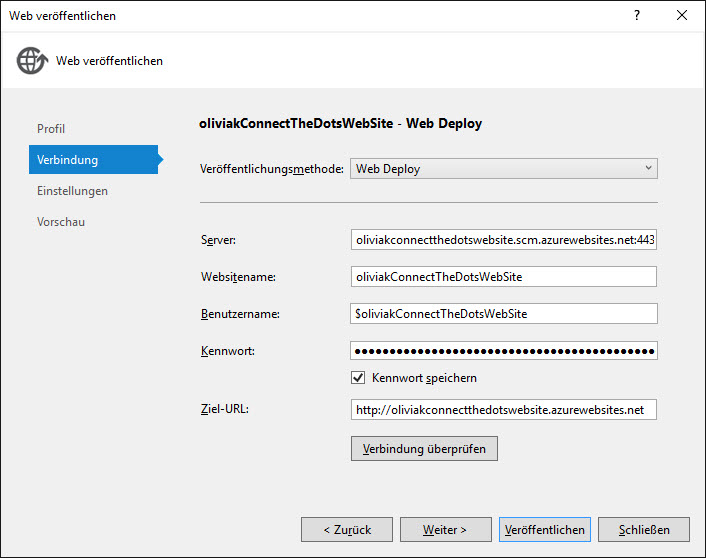 Web veröffentlichen
?
Web veröffentlichen
Profil
Verbindung
Einstellungen
Vorschau
oliviakConnectTheDotsWebSite - Web Deploy
Veröffentlichungsmethode: Web Deploy
Server: oliviakconnectthedotswebsite.scm.azurewebsites.net:443
Websitename: oliviakConnectTheDotsWebSite
Benutzername: $oliviakConnectTheDotsWebSite
Kennwort: ●●●●●●●●●●●●●●●●●●●●●●●●●●●●●●●●●●●●●●●●●●
Kennwort speichern
Ziel-URL: http://oliviakconnectthedotswebsite.azurewebsites.net
Verbindung überprüfen
< Zurück Weiter > Veröffentlichen Schließen